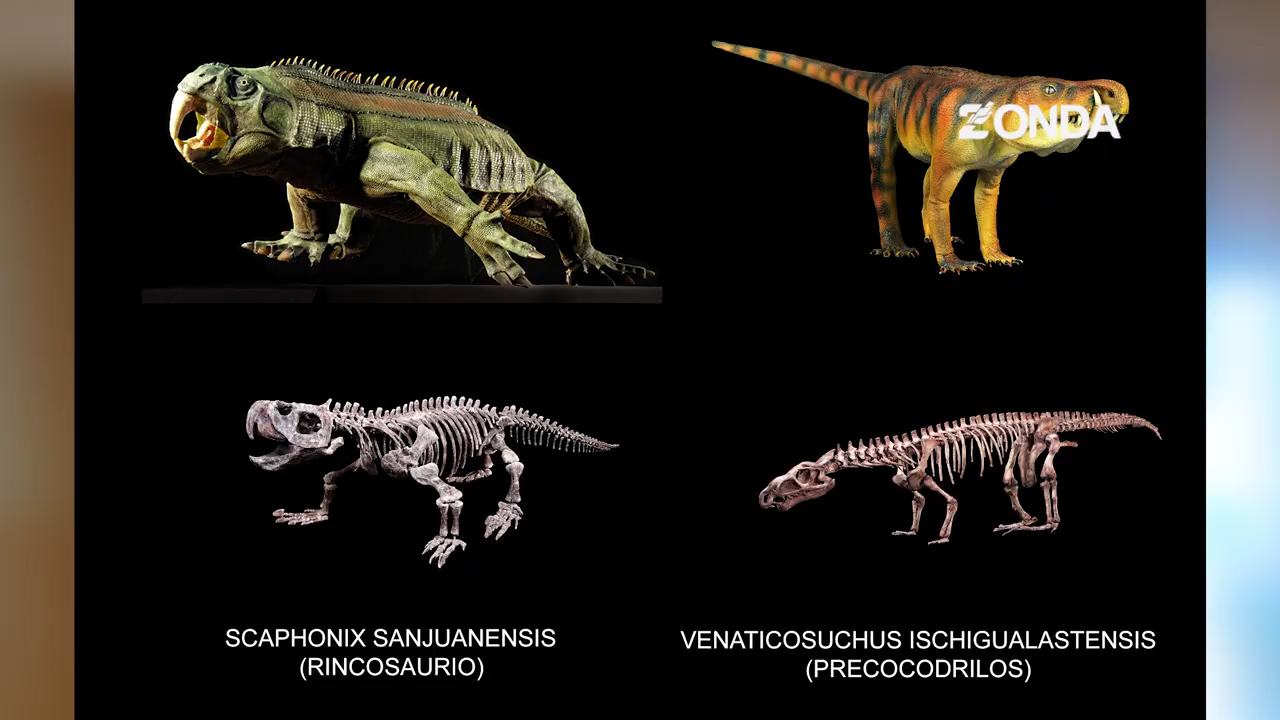 ZONDA
SCAPHONIX SANJUANENSIS
(RINCOSAURIO)
VENATICOSUCHUS ISCHIGUALASTENSIS
(PRECOCODRILOS)